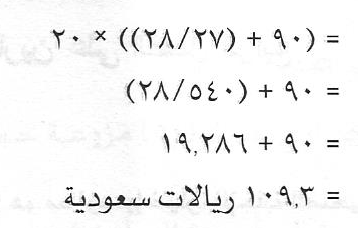 = (٩٠ + (٢٧/٢٨)) × ٢٠
= ٩٠ + (٥٤٠/٢٨)
= ٩٠ + ١٩,٢٨٦
= ١٠٩,٣ ريالات سعودية